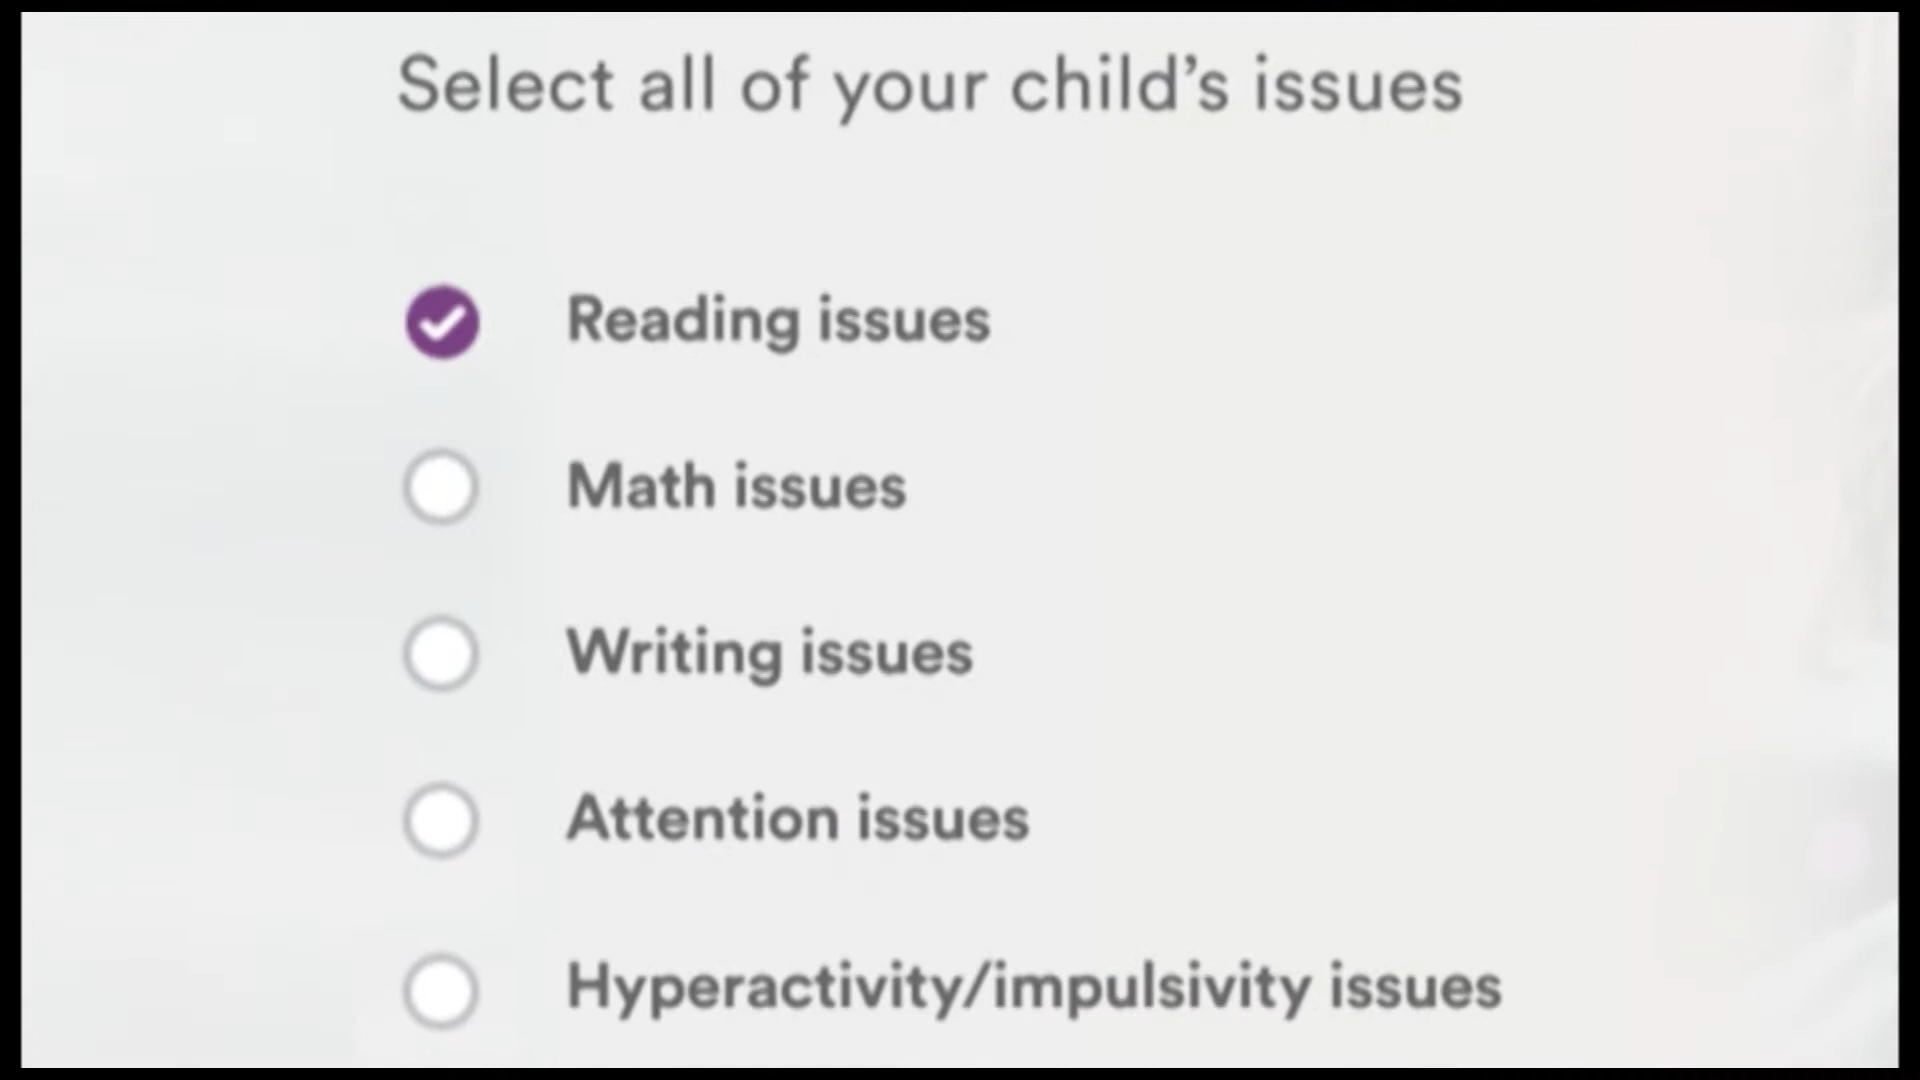 Select all of your child’s issues
Reading issues
Math issues
Writing issues
Attention issues
Hyperactivity/impulsivity issues